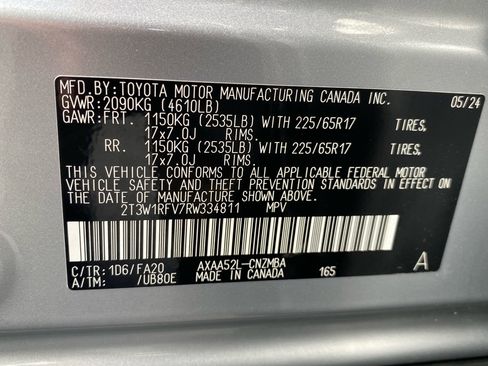 MFD.BY:TOYOTA MOTOR MANUFACTURING CANADA INC.
GVWR:2090KG (4610LB) 05/24
GAWR:FRT. 1150KG (2535LB) WITH 225/65R17 TIRES,
17x7.0J RIMS.
RR. 1150KG (2535LB) WITH 225/65R17 TIRES,
17x7.0J RIMS.
THIS VEHICLE CONFORMS TO ALL APPLICABLE FEDERAL MOTOR
VEHICLE SAFETY AND THEFT PREVENTION STANDARDS IN EFFECT ON
THE DATE OF MANUFACTURE SHOWN ABOVE.
2T3W1RFV7RW334811 MPV
C/TR:1D6/FA20 AXAA52L-CNZMBA
A/TM: /UB80E MADE IN CANADA 165 A